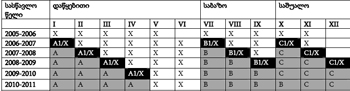 სასწავლო წელი დაწყებითი საბაზო საშუალო
I II III IV V VI VII VIII IX X XI XII
2005-2006 X X X X X X X X X X X X
2006-2007 A1/X X X X X X B1/X X X C1/X X X
2007-2008 A A1/X X X X X B B1/X X C C1/X X
2008-2009 A A A1/X X X X B B B1/X C C C1/X
2009-2010 A A A A1/X X X B B B C C C
2010-2011 A A A A X X B B B C C C